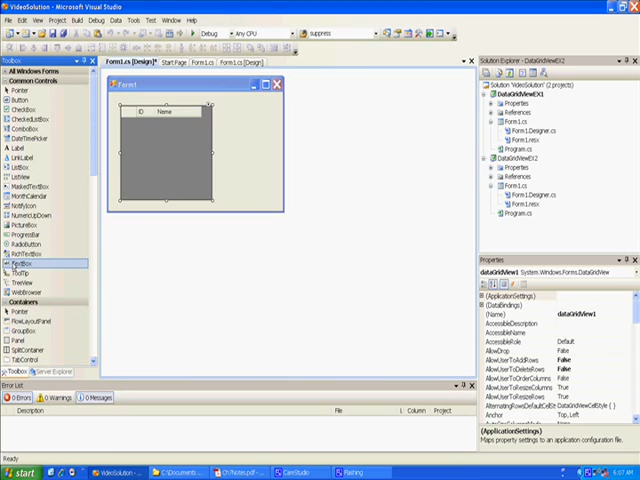 VideoSolution - Microsoft Visual Studio
File Edit View Project Build Debug Data Tools Test Window Help
Debug Any CPU suppress
Toolbox
Form1.cs [Design]* Start Page Form1.cs Form1.cs [Design]
Solution Explorer - DataGridViewEX1
All Windows Forms
Common Controls
Pointer
Button
CheckBox
CheckedListBox
ComboBox
DateTimePicker
Label
LinkLabel
ListBox
ListView
MaskedTextBox
MonthCalendar
NotifyIcon
NumericUpDown
PictureBox
ProgressBar
RadioButton
RichTextBox
TextBox
ToolTip
TreeView
WebBrowser
Containers
Pointer
FlowLayoutPanel
GroupBox
Panel
SplitContainer
TabControl
Toolbox Server Explorer
Form1
ID Name
Solution 'VideoSolution' (2 projects)
DataGridViewEX1
Properties
References
Form1.cs
Form1.Designer.cs
Form1.resx
Program.cs
DataGridViewEX2
Properties
References
Form1.cs
Form1.Designer.cs
Form1.resx
Program.cs
Properties
dataGridView1 System.Windows.Forms.DataGridView
(ApplicationSettings)
(DataBindings)
(Name) dataGridView1
AccessibleDescription
AccessibleName
AccessibleRole Default
AllowDrop False
AllowUserToAddRows False
AllowUserToDeleteRows False
AllowUserToOrderColumns False
AllowUserToResizeColumns True
AllowUserToResizeRows True
AlternatingRowsDefaultCellSt DataGridViewCellStyle { }
Anchor Top, Left
(ApplicationSettings)
Maps property settings to an application configuration file.
Error List
0 Errors 0 Warnings 0 Messages
Description File L Column Project
Ready
start VideoSolution - M... C:\Documents ... Ch7Notes.pdf - ... CamStudio Flashing 6:07 AM